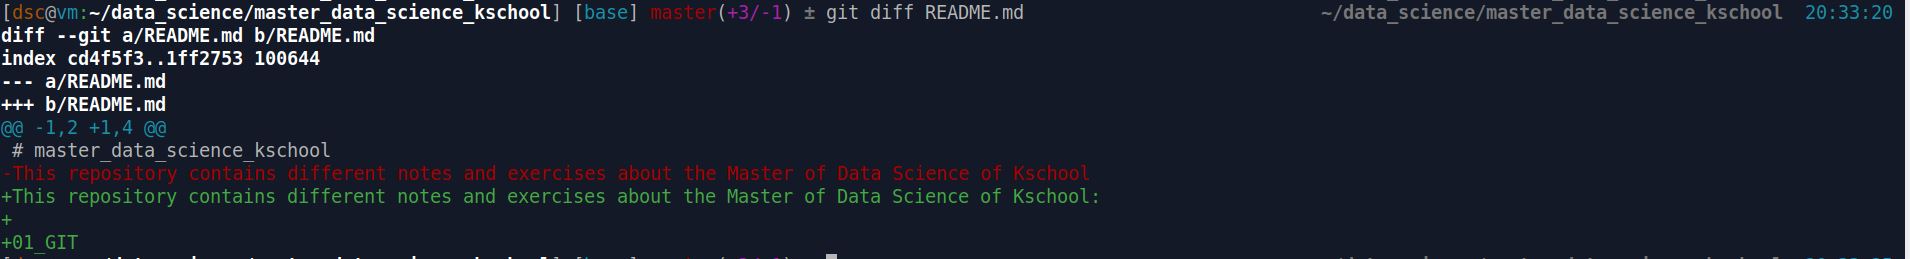 [dsc@vm:~/data_science/master_data_science_kschool] [base] master(+3/-1) ± git diff README.md ~/data_science/master_data_science_kschool 20:33:20
diff --git a/README.md b/README.md
index cd4f5f3..1ff2753 100644
--- a/README.md
+++ b/README.md
@@ -1,2 +1,4 @@
 # master_data_science_kschool
-This repository contains different notes and exercises about the Master of Data Science of Kschool
+This repository contains different notes and exercises about the Master of Data Science of Kschool:
+
+01_GIT